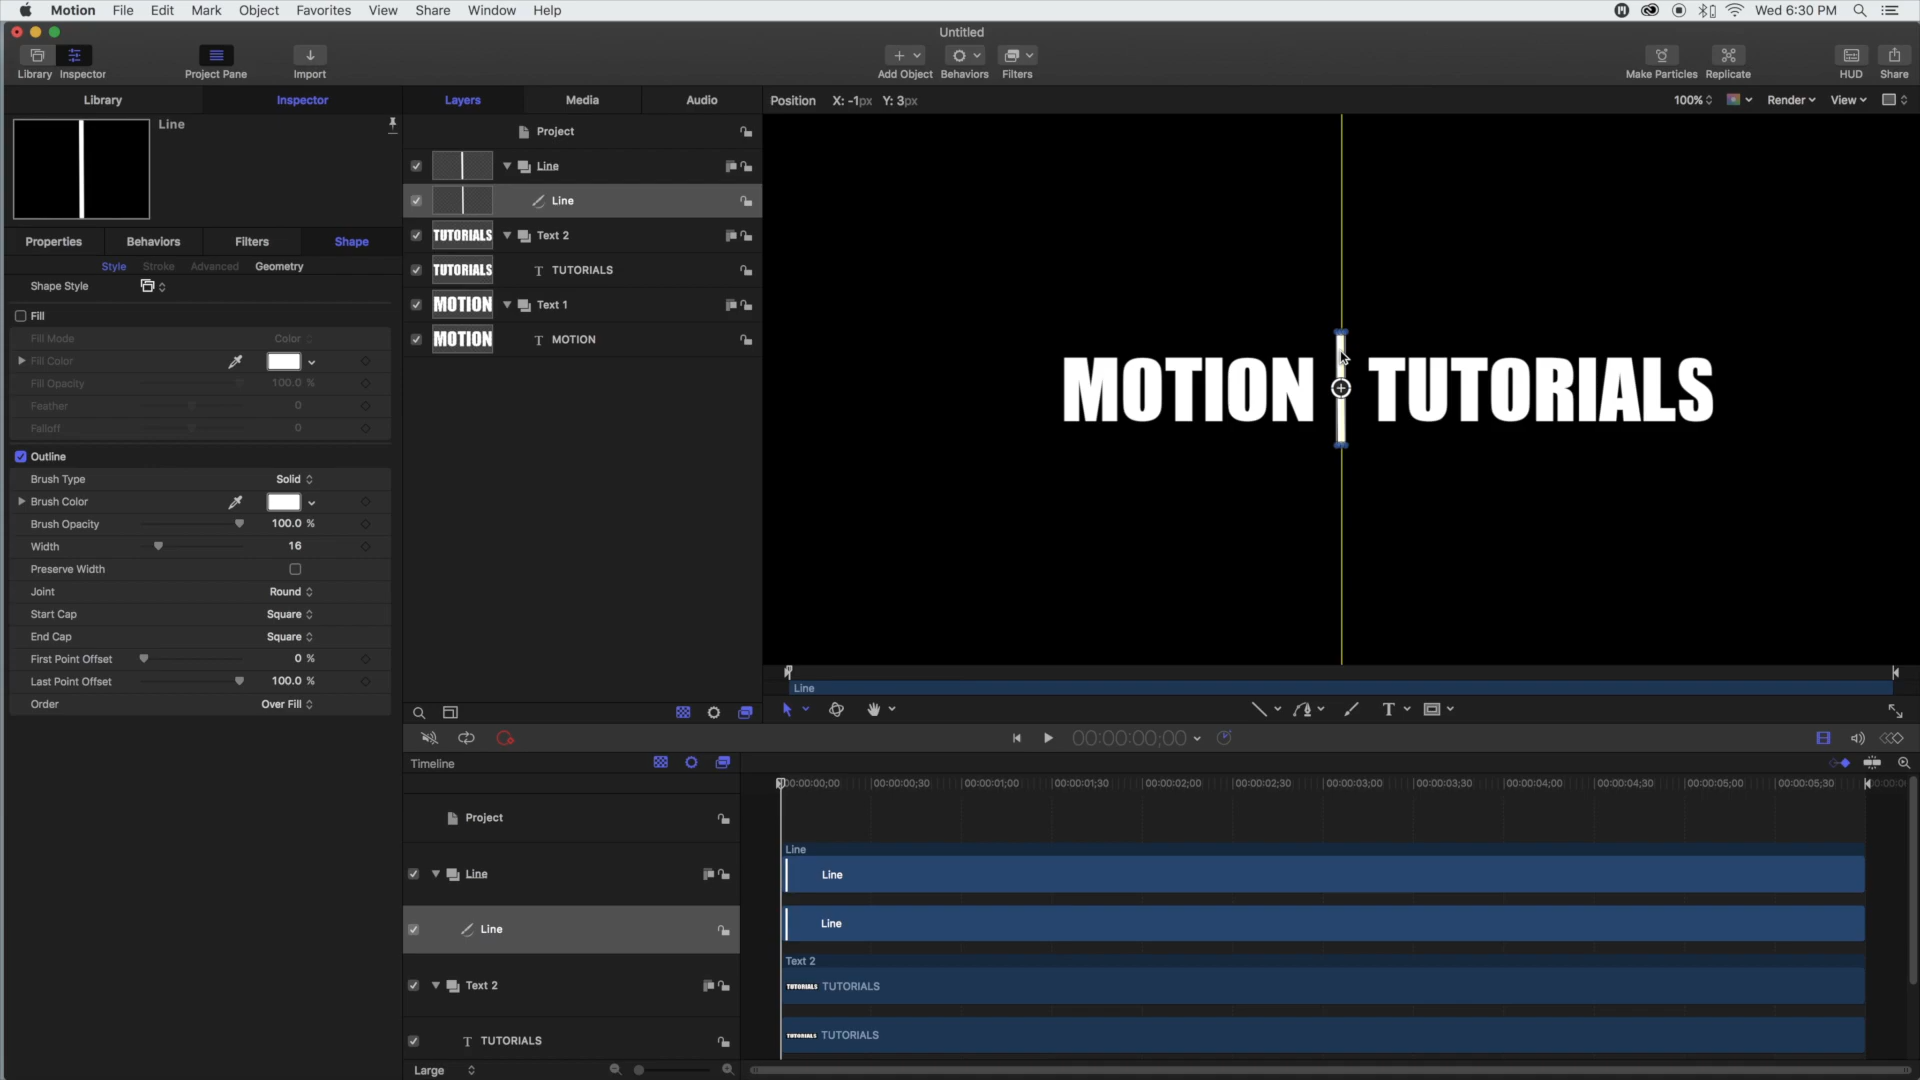 Motion File Edit Mark Object Favorites View Share Window Help Wed 6:30 PM
Untitled
Library Inspector Project Pane Import Add Object Behaviors Filters Make Particles Replicate HUD Share
Library Inspector Layers Media Audio Position X: -1px Y: 3px 100% Render View
Line
Project
Line
Line
Text 2
TUTORIALS
TUTORIALS
TUTORIALS
TUTORIALS
Text 1
MOTION
MOTION
MOTION
MOTION
Properties Behaviors Filters Shape
Style Stroke Advanced Geometry
Shape Style
Fill
Fill Mode Color
Fill Color
Fill Opacity 100.0 %
Feather 0
Falloff 0
Outline
Brush Type Solid
Brush Color
Brush Opacity 100.0 %
Width 16
Preserve Width
Joint Round
Start Cap Square
End Cap Square
First Point Offset 0 %
Last Point Offset 100.0 %
Order Over Fill
MOTION TUTORIALS
Line
T
00:00:00;00
Timeline
00:00:00;00 00:00:00;30 00:00:01;00 00:00:01;30 00:00:02;00 00:00:02;30 00:00:03;00 00:00:03;30 00:00:04;00 00:00:04;30 00:00:05;00 00:00:05;30
Project
Line
Line
Line
Line
Line
Text 2
Text 2
TUTORIALS TUTORIALS
TUTORIALS
TUTORIALS TUTORIALS
Large